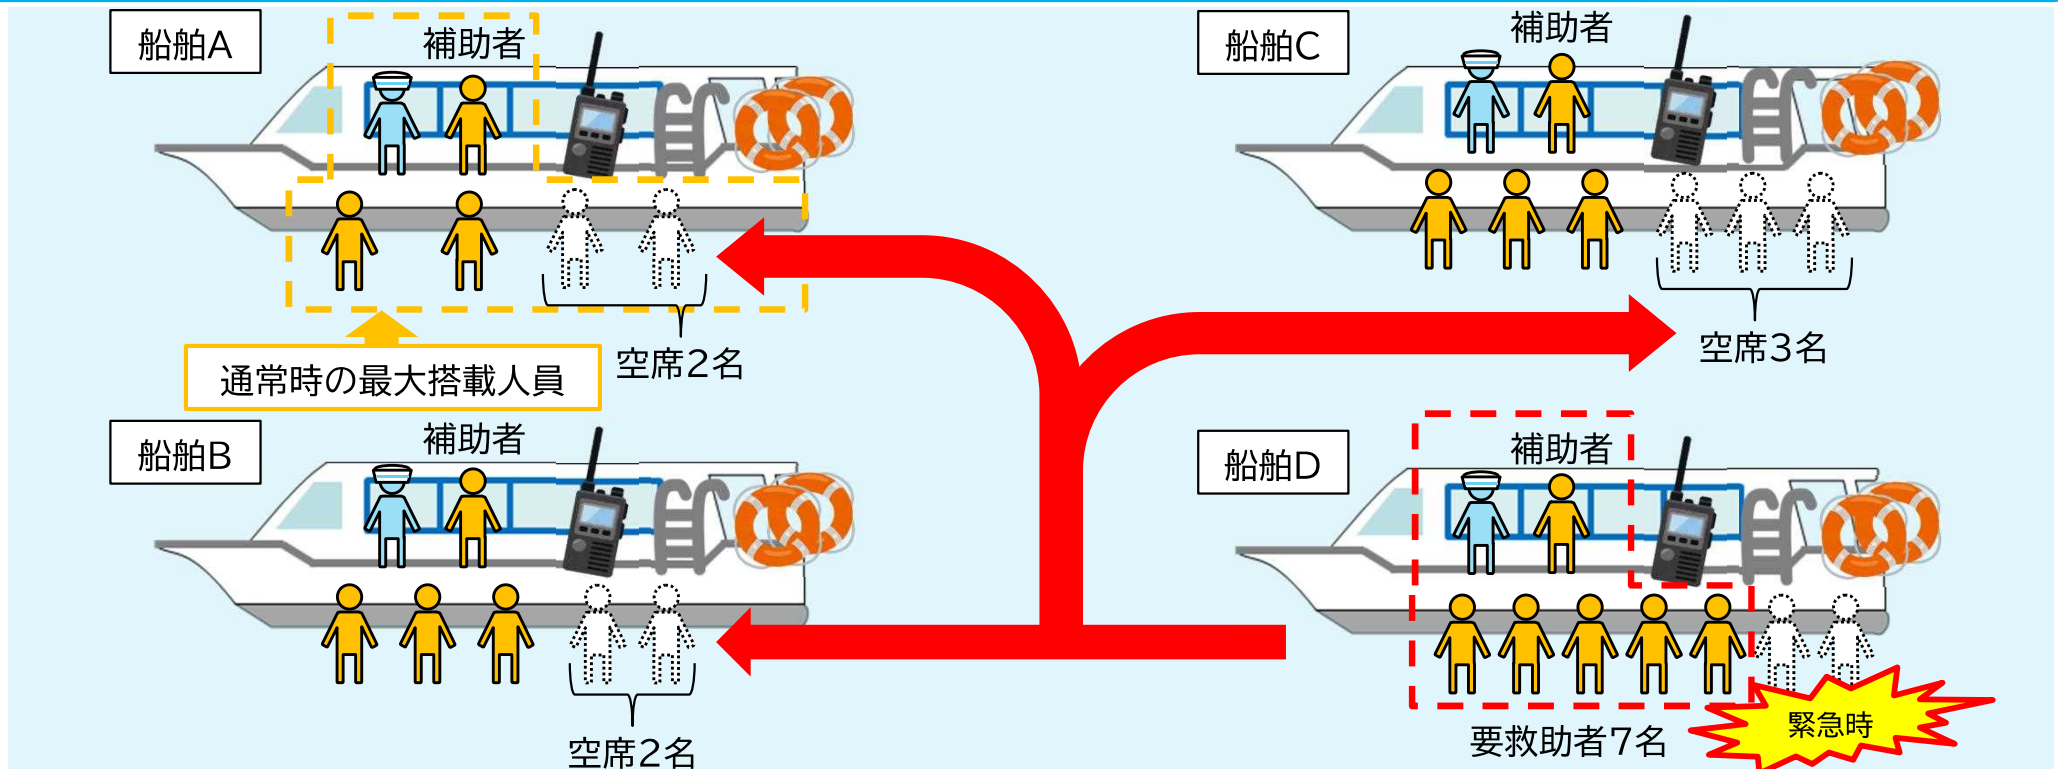 船舶A
補助者
空席2名
通常時の最大搭載人員
船舶B
補助者
空席2名
船舶C
補助者
空席3名
船舶D
補助者
要救助者7名
緊急時